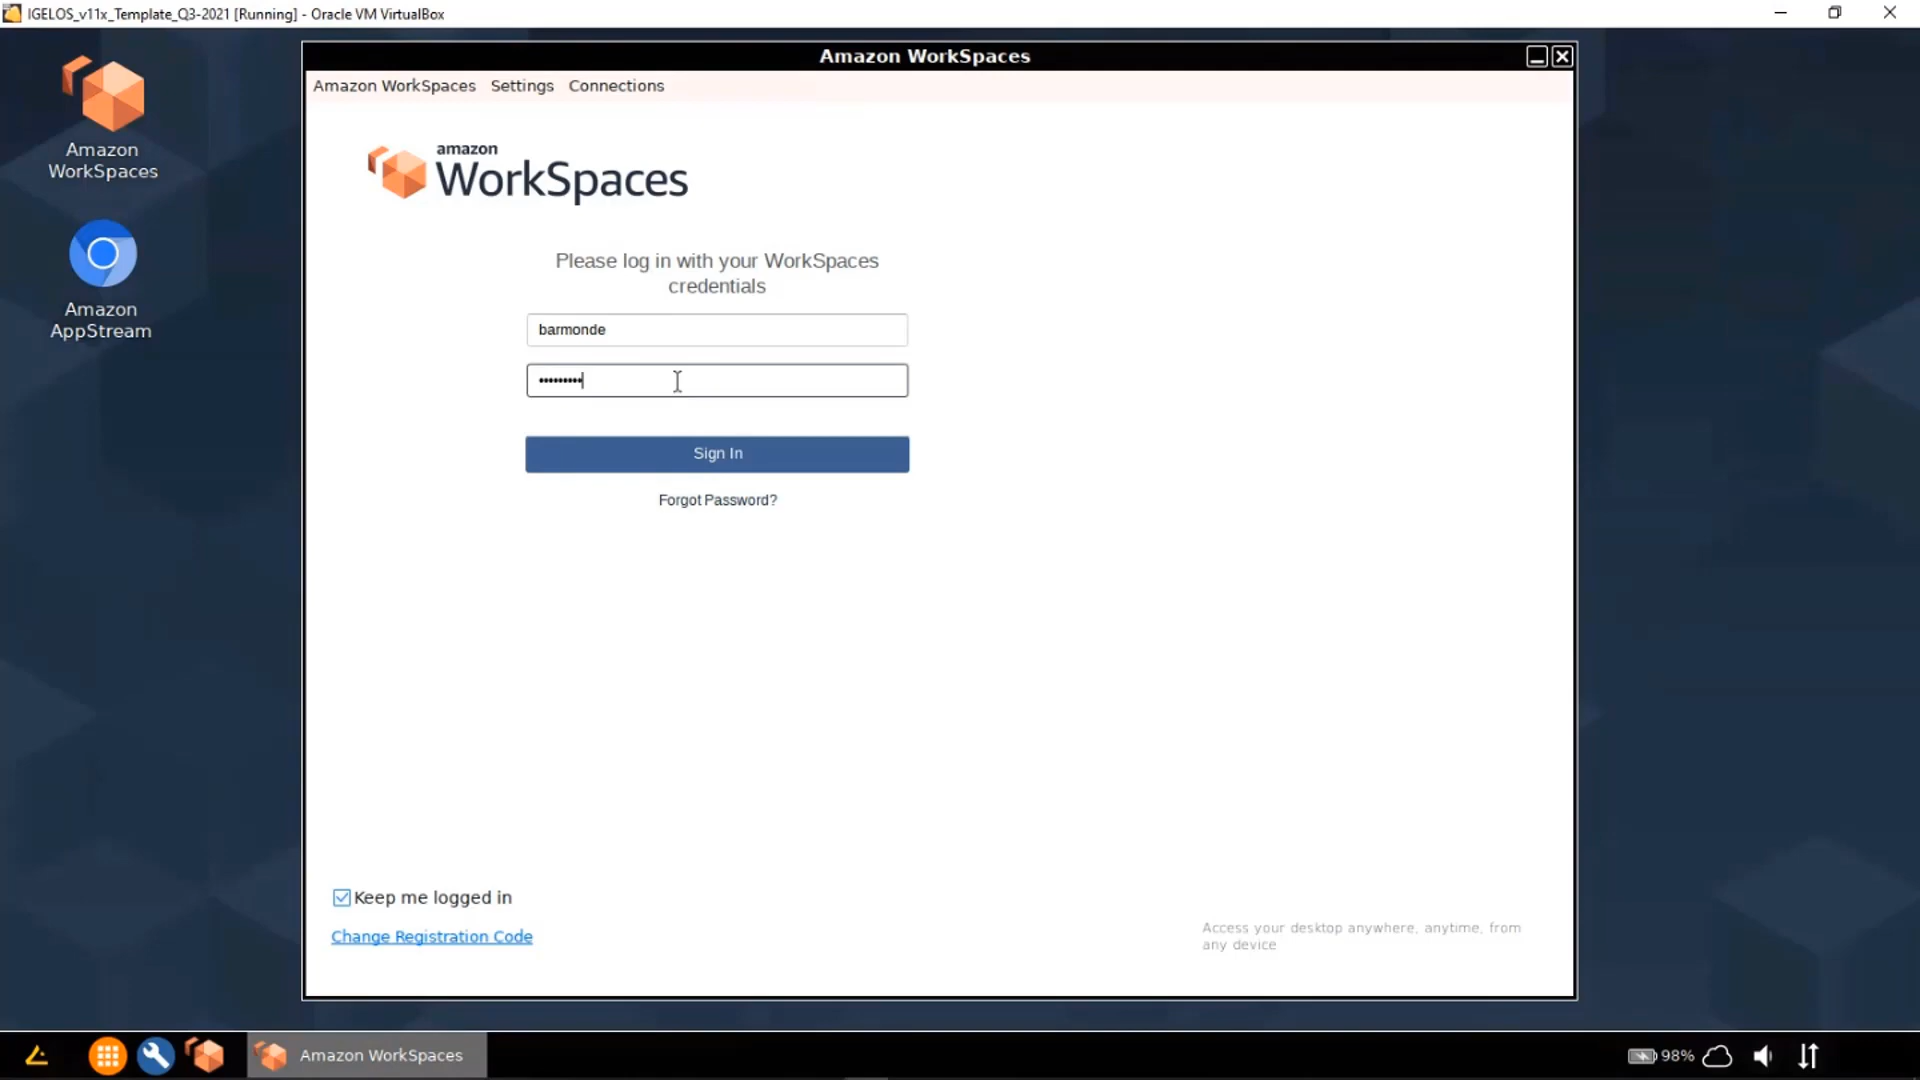 IGELOS_v11x_Template_Q3-2021 [Running] - Oracle VM VirtualBox
Amazon WorkSpaces
Amazon WorkSpaces Settings Connections
Amazon
WorkSpaces
Amazon
AppStream
amazon
WorkSpaces
Please log in with your WorkSpaces
credentials
barmonde
•••••••••
Sign In
Forgot Password?
Keep me logged in
Change Registration Code
Access your desktop anywhere, anytime, from
any device
Amazon WorkSpaces
98%